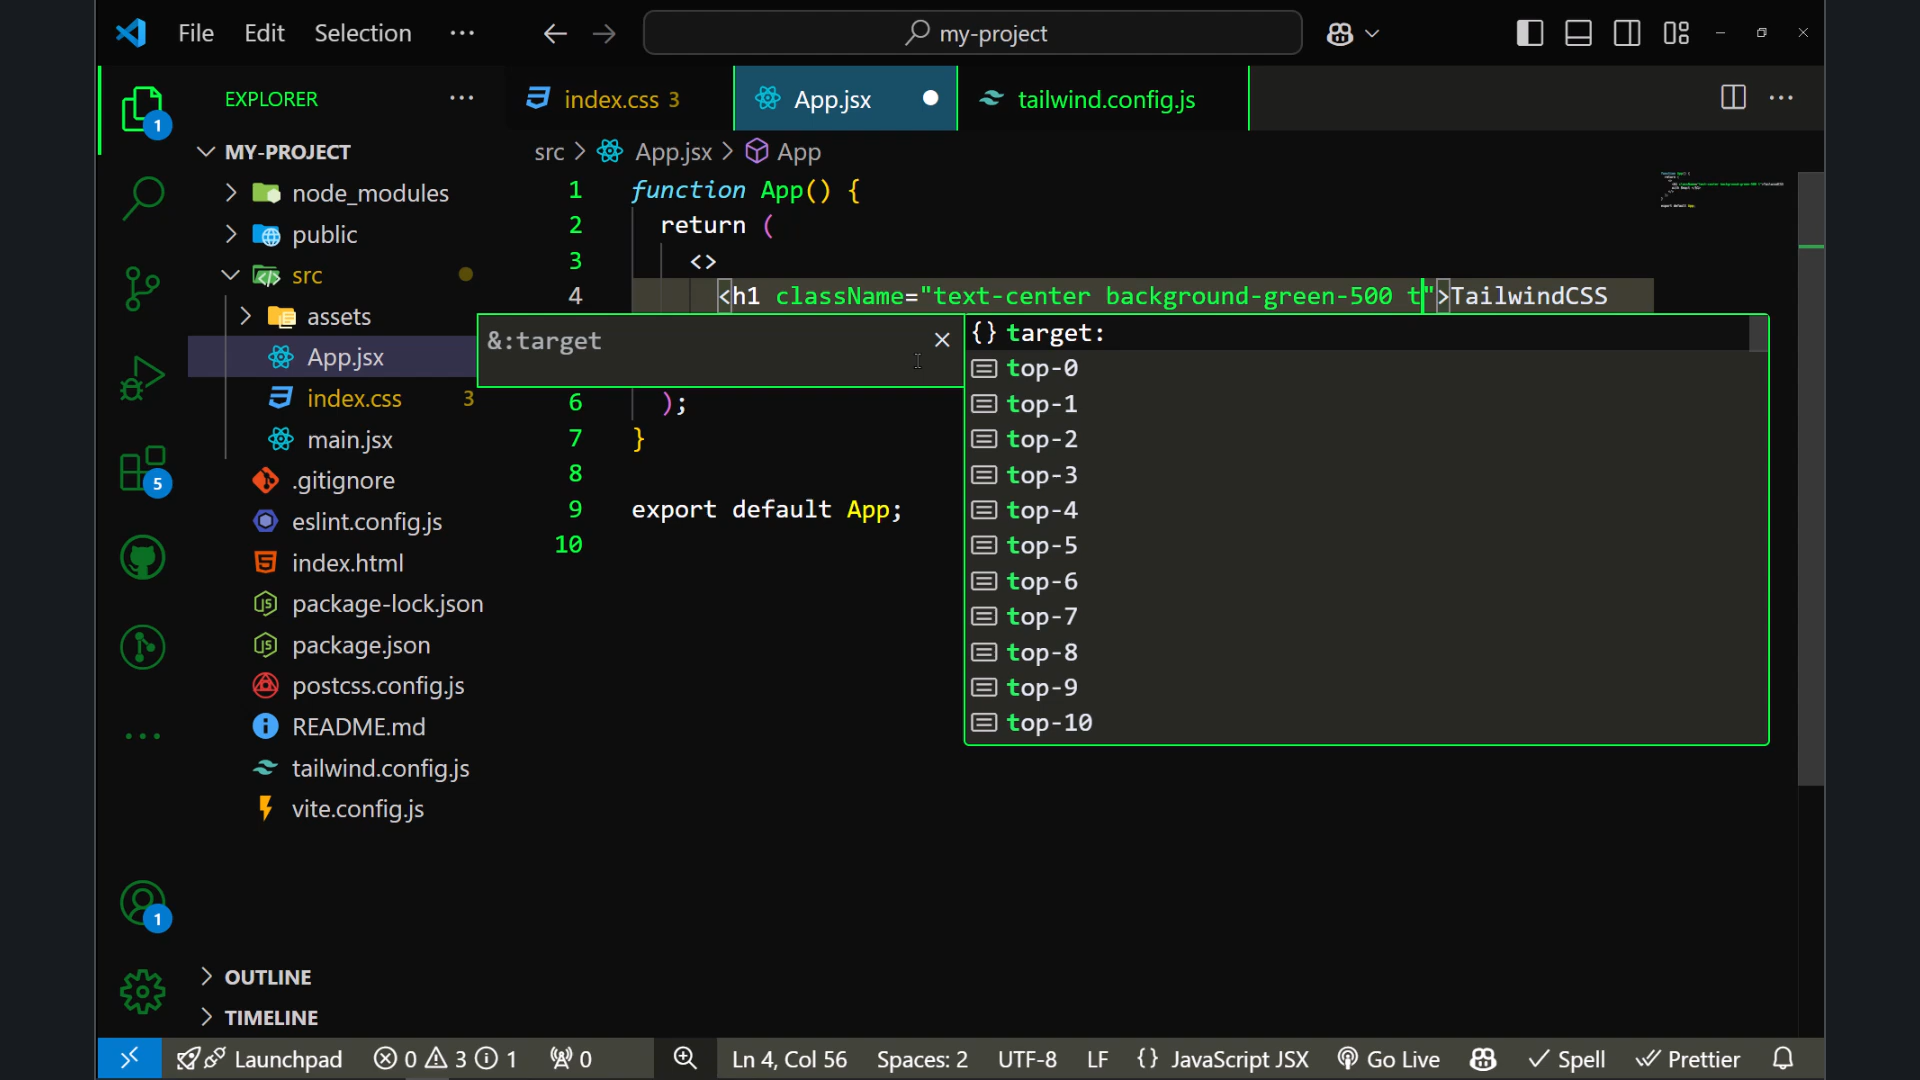 File Edit Selection ··· my-project
EXPLORER ···
index.css 3 App.jsx tailwind.config.js ···
MY-PROJECT
node_modules
public
src
assets
App.jsx
index.css 3
main.jsx
.gitignore
eslint.config.js
index.html
package-lock.json
package.json
postcss.config.js
README.md
tailwind.config.js
vite.config.js
OUTLINE
TIMELINE
1
5
1
src > App.jsx > App
1 function App() {
2 return (
3 <>
4 <h1 className="text-center background-green-500 t">TailwindCSS
6 );
7 }
8
9 export default App;
10
&:target
{} target:
top-0
top-1
top-2
top-3
top-4
top-5
top-6
top-7
top-8
top-9
top-10
Launchpad 0 3 1 0 Ln 4, Col 56 Spaces: 2 UTF-8 LF {} JavaScript JSX Go Live Spell Prettier